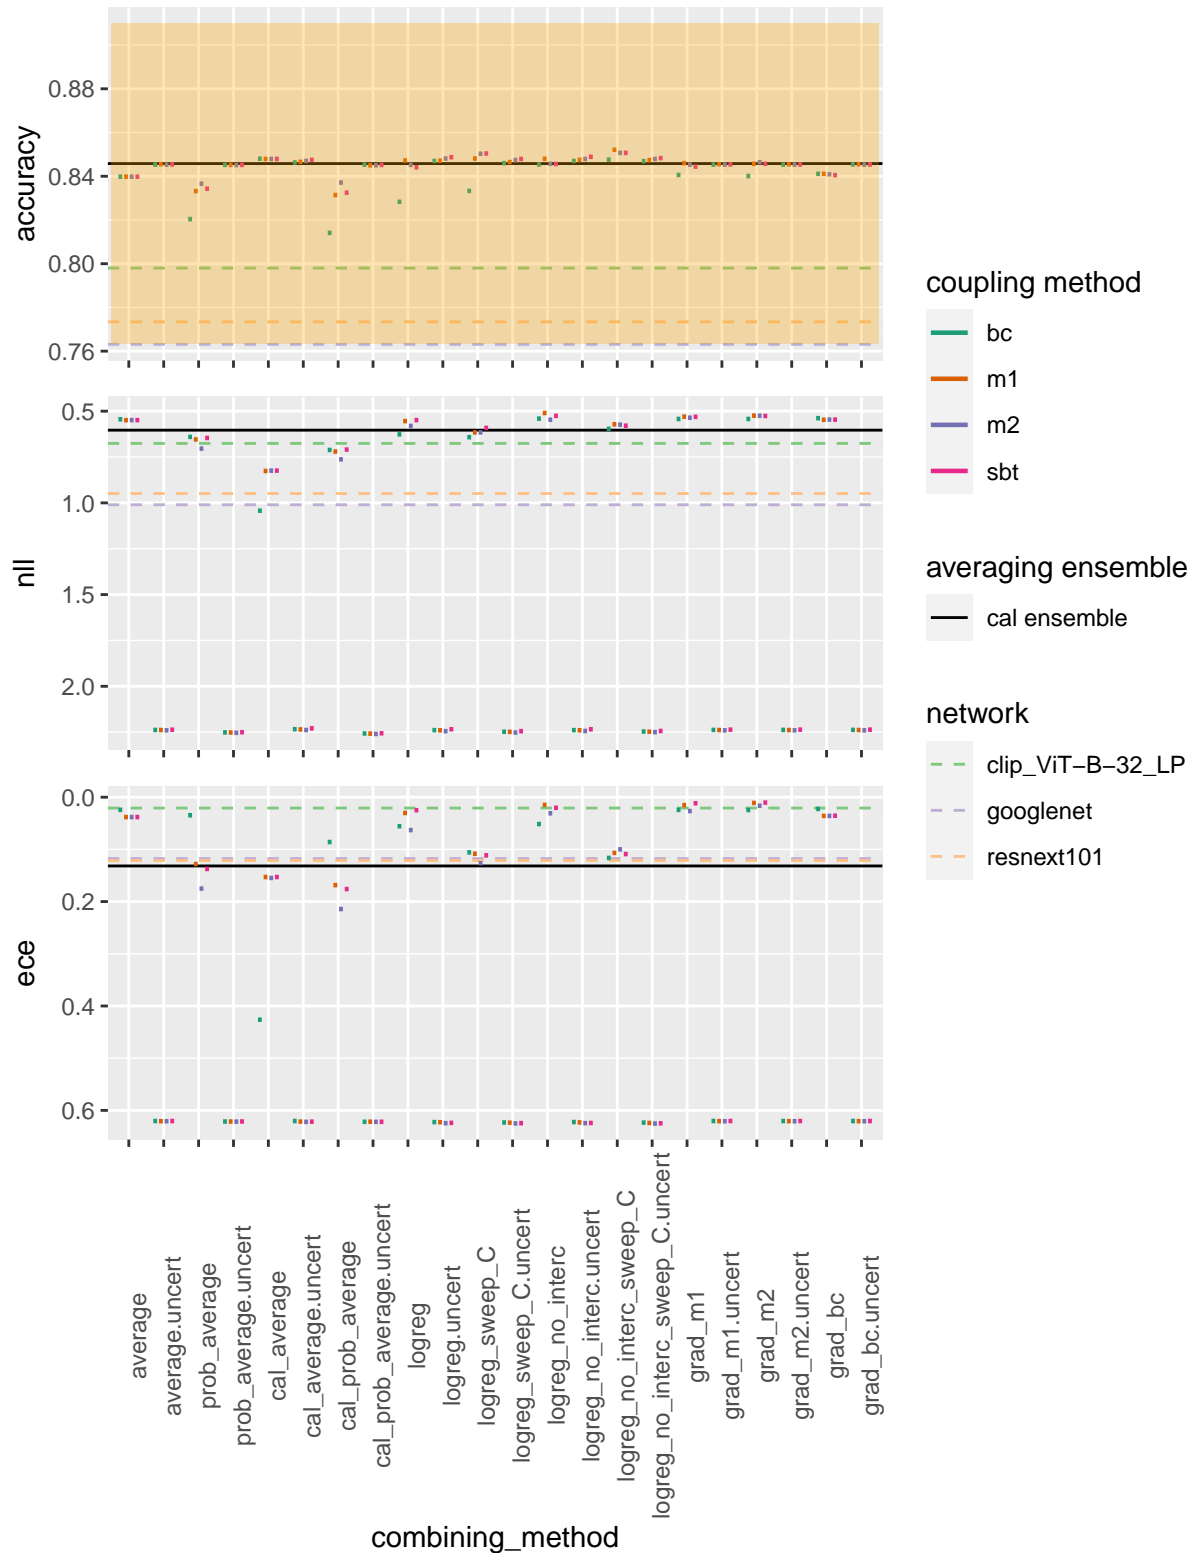 accuracy
0.88
0.84
0.80
0.76
nll
0.5
1.0
1.5
2.0
ece
0.0
0.2
0.4
0.6
average
average.uncert
prob_average
prob_average.uncert
cal_average
cal_average.uncert
cal_prob_average
cal_prob_average.uncert
logreg
logreg.uncert
logreg_sweep_C
logreg_sweep_C.uncert
logreg_no_interc
logreg_no_interc.uncert
logreg_no_interc_sweep_C
logreg_no_interc_sweep_C.uncert
grad_m1
grad_m1.uncert
grad_m2
grad_m2.uncert
grad_bc
grad_bc.uncert
combining_method
coupling method
bc
m1
m2
sbt
averaging ensemble
cal ensemble
network
clip_ViT−B−32_LP
googlenet
resnext101